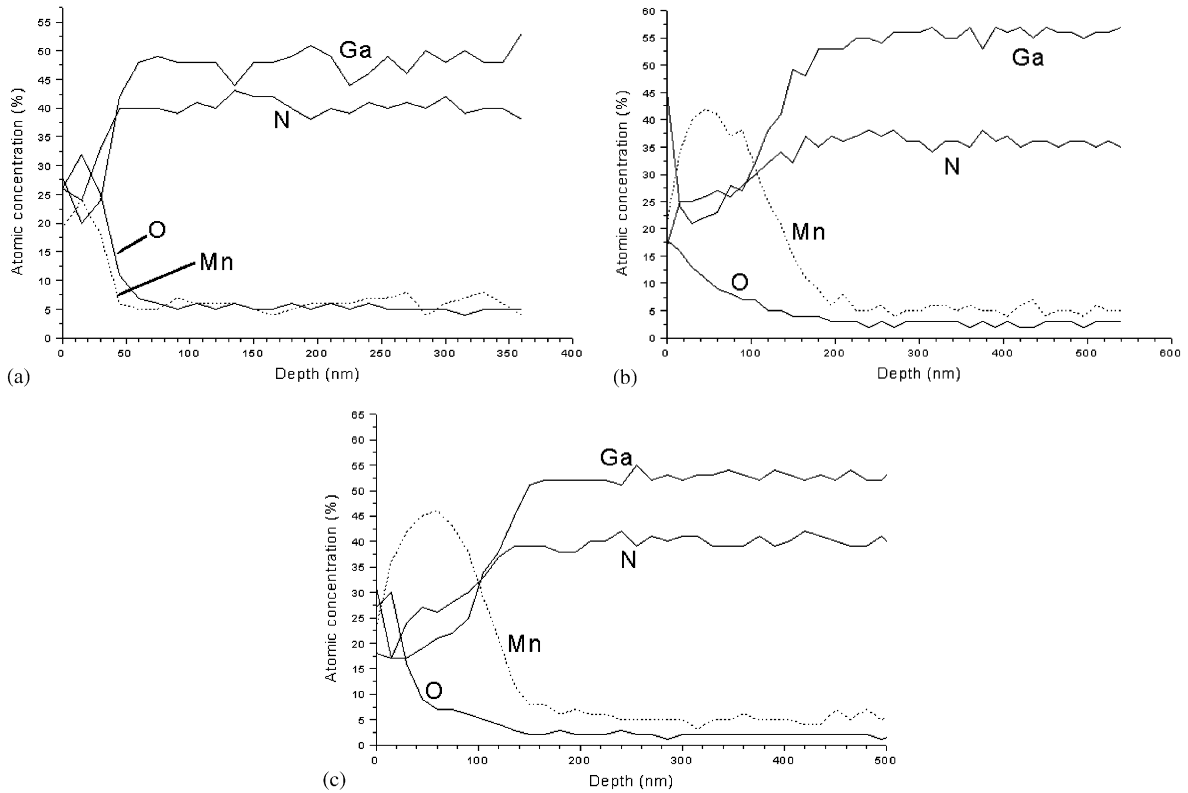 55
50
45
40
35
30
25
20
15
10
5
0
Atomic concentration (%)
Ga
N
O
Mn
0 50 100 150 200 250 300 350 400
Depth (nm)
(a)
60
55
50
45
40
35
30
25
20
15
10
5
0
Atomic concentration (%)
Ga
N
Mn
O
0 100 200 300 400 500 600
Depth (nm)
(b)
65
60
55
50
45
40
35
30
25
20
15
10
5
0
Atomic concentration (%)
Ga
N
Mn
O
0 100 200 300 400 500
Depth (nm)
(c)